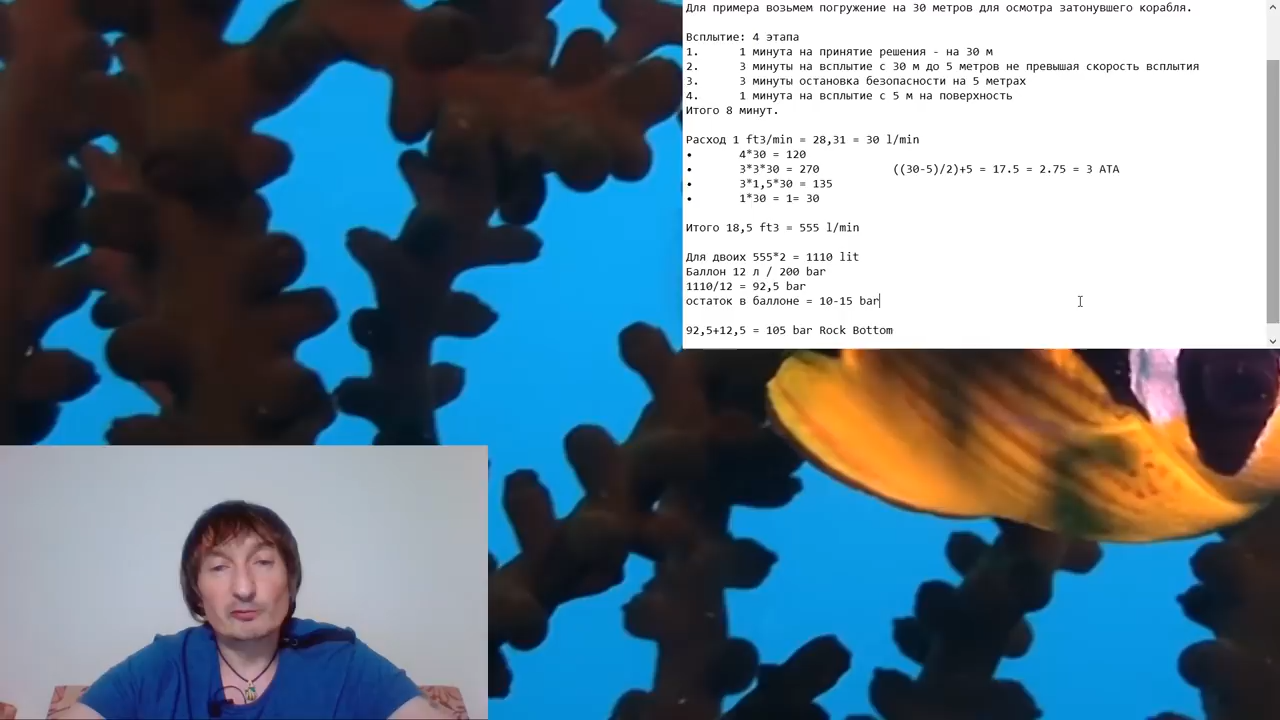 Для примера возьмем погружение на 30 метров для осмотра затонувшего корабля.
Всплытие: 4 этапа
1. 1 минута на принятие решения - на 30 м
2. 3 минуты на всплытие с 30 м до 5 метров не превышая скорость всплытия
3. 3 минуты остановка безопасности на 5 метрах
4. 1 минута на всплытие с 5 м на поверхность
Итого 8 минут.
Расход 1 ft3/min = 28,31 = 30 l/min
• 4*30 = 120
• 3*3*30 = 270 ((30-5)/2)+5 = 17.5 = 2.75 = 3 ATA
• 3*1,5*30 = 135
• 1*30 = 1= 30
Итого 18,5 ft3 = 555 l/min
Для двоих 555*2 = 1110 lit
Баллон 12 л / 200 bar
1110/12 = 92,5 bar
остаток в баллоне = 10-15 bar
92,5+12,5 = 105 bar Rock Bottom